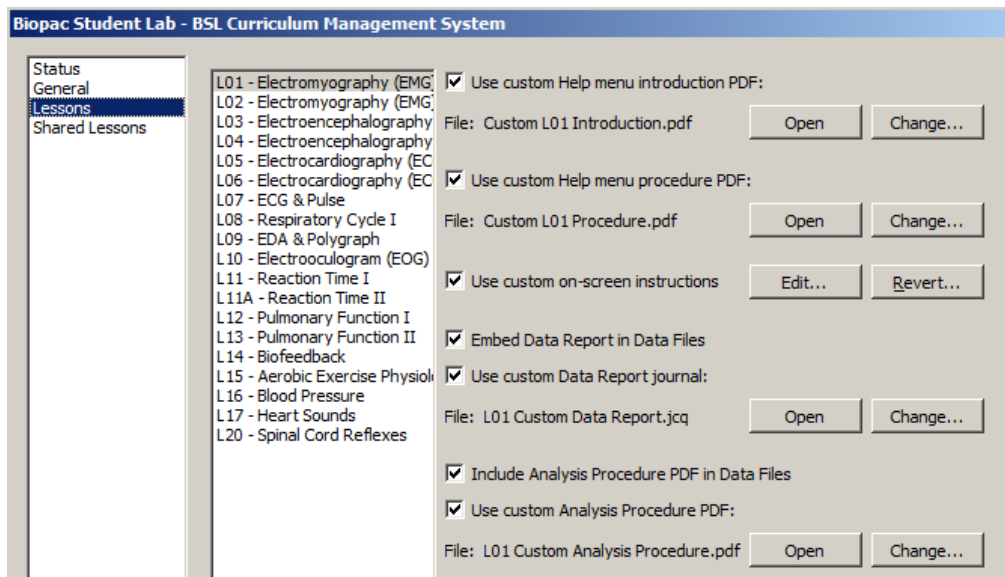 Biopac Student Lab - BSL Curriculum Management System
Status
General
Lessons
Shared Lessons
L01 - Electromyography (EMG)
L02 - Electromyography (EMG)
L03 - Electroencephalography
L04 - Electroencephalography
L05 - Electrocardiography (EC
L06 - Electrocardiography (EC
L07 - ECG & Pulse
L08 - Respiratory Cycle I
L09 - EDA & Polygraph
L10 - Electrooculogram (EOG)
L11 - Reaction Time I
L11A - Reaction Time II
L12 - Pulmonary Function I
L13 - Pulmonary Function II
L14 - Biofeedback
L15 - Aerobic Exercise Physiol
L16 - Blood Pressure
L17 - Heart Sounds
L20 - Spinal Cord Reflexes
Use custom Help menu introduction PDF:
File: Custom L01 Introduction.pdf Open Change...
Use custom Help menu procedure PDF:
File: Custom L01 Procedure.pdf Open Change...
Use custom on-screen instructions Edit... Revert...
Embed Data Report in Data Files
Use custom Data Report journal:
File: L01 Custom Data Report.jcq Open Change...
Include Analysis Procedure PDF in Data Files
Use custom Analysis Procedure PDF:
File: L01 Custom Analysis Procedure.pdf Open Change...